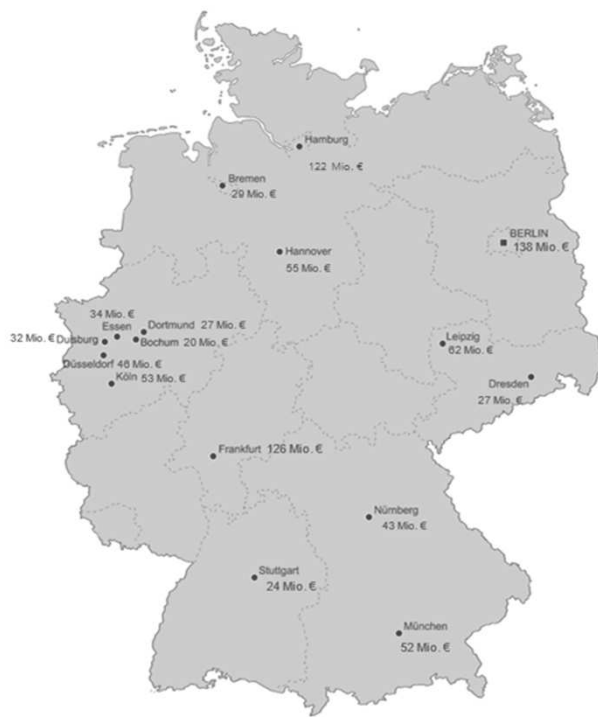 Hamburg
122 Mio. €
Bremen
29 Mio. €
BERLIN
138 Mio. €
Hannover
55 Mio. €
34 Mio. €
Essen
Dortmund 27 Mio. €
32 Mio. € Duisburg
Bochum 20 Mio. €
Leipzig
62 Mio. €
Düsseldorf 46 Mio. €
Köln 53 Mio. €
Dresden
27 Mio. €
Frankfurt 126 Mio. €
Nürnberg
43 Mio. €
Stuttgart
24 Mio. €
München
52 Mio. €